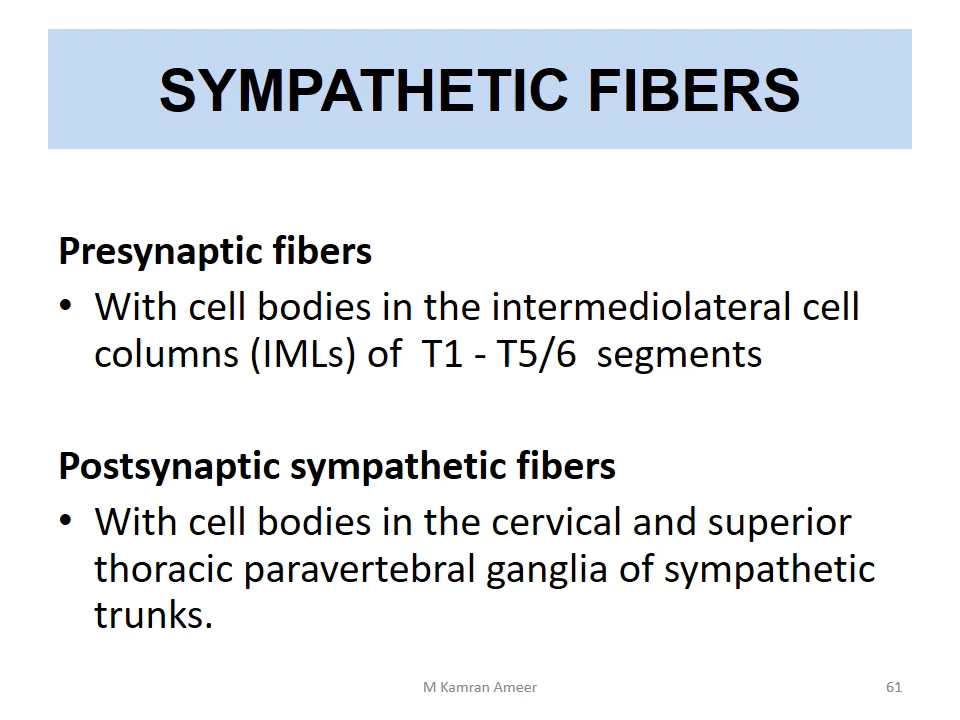 SYMPATHETIC FIBERS
Presynaptic fibers
• With cell bodies in the intermediolateral cell
columns (IMLs) of T1 - T5/6 segments
Postsynaptic sympathetic fibers
• With cell bodies in the cervical and superior
thoracic paravertebral ganglia of sympathetic
trunks.
M Kamran Ameer
61